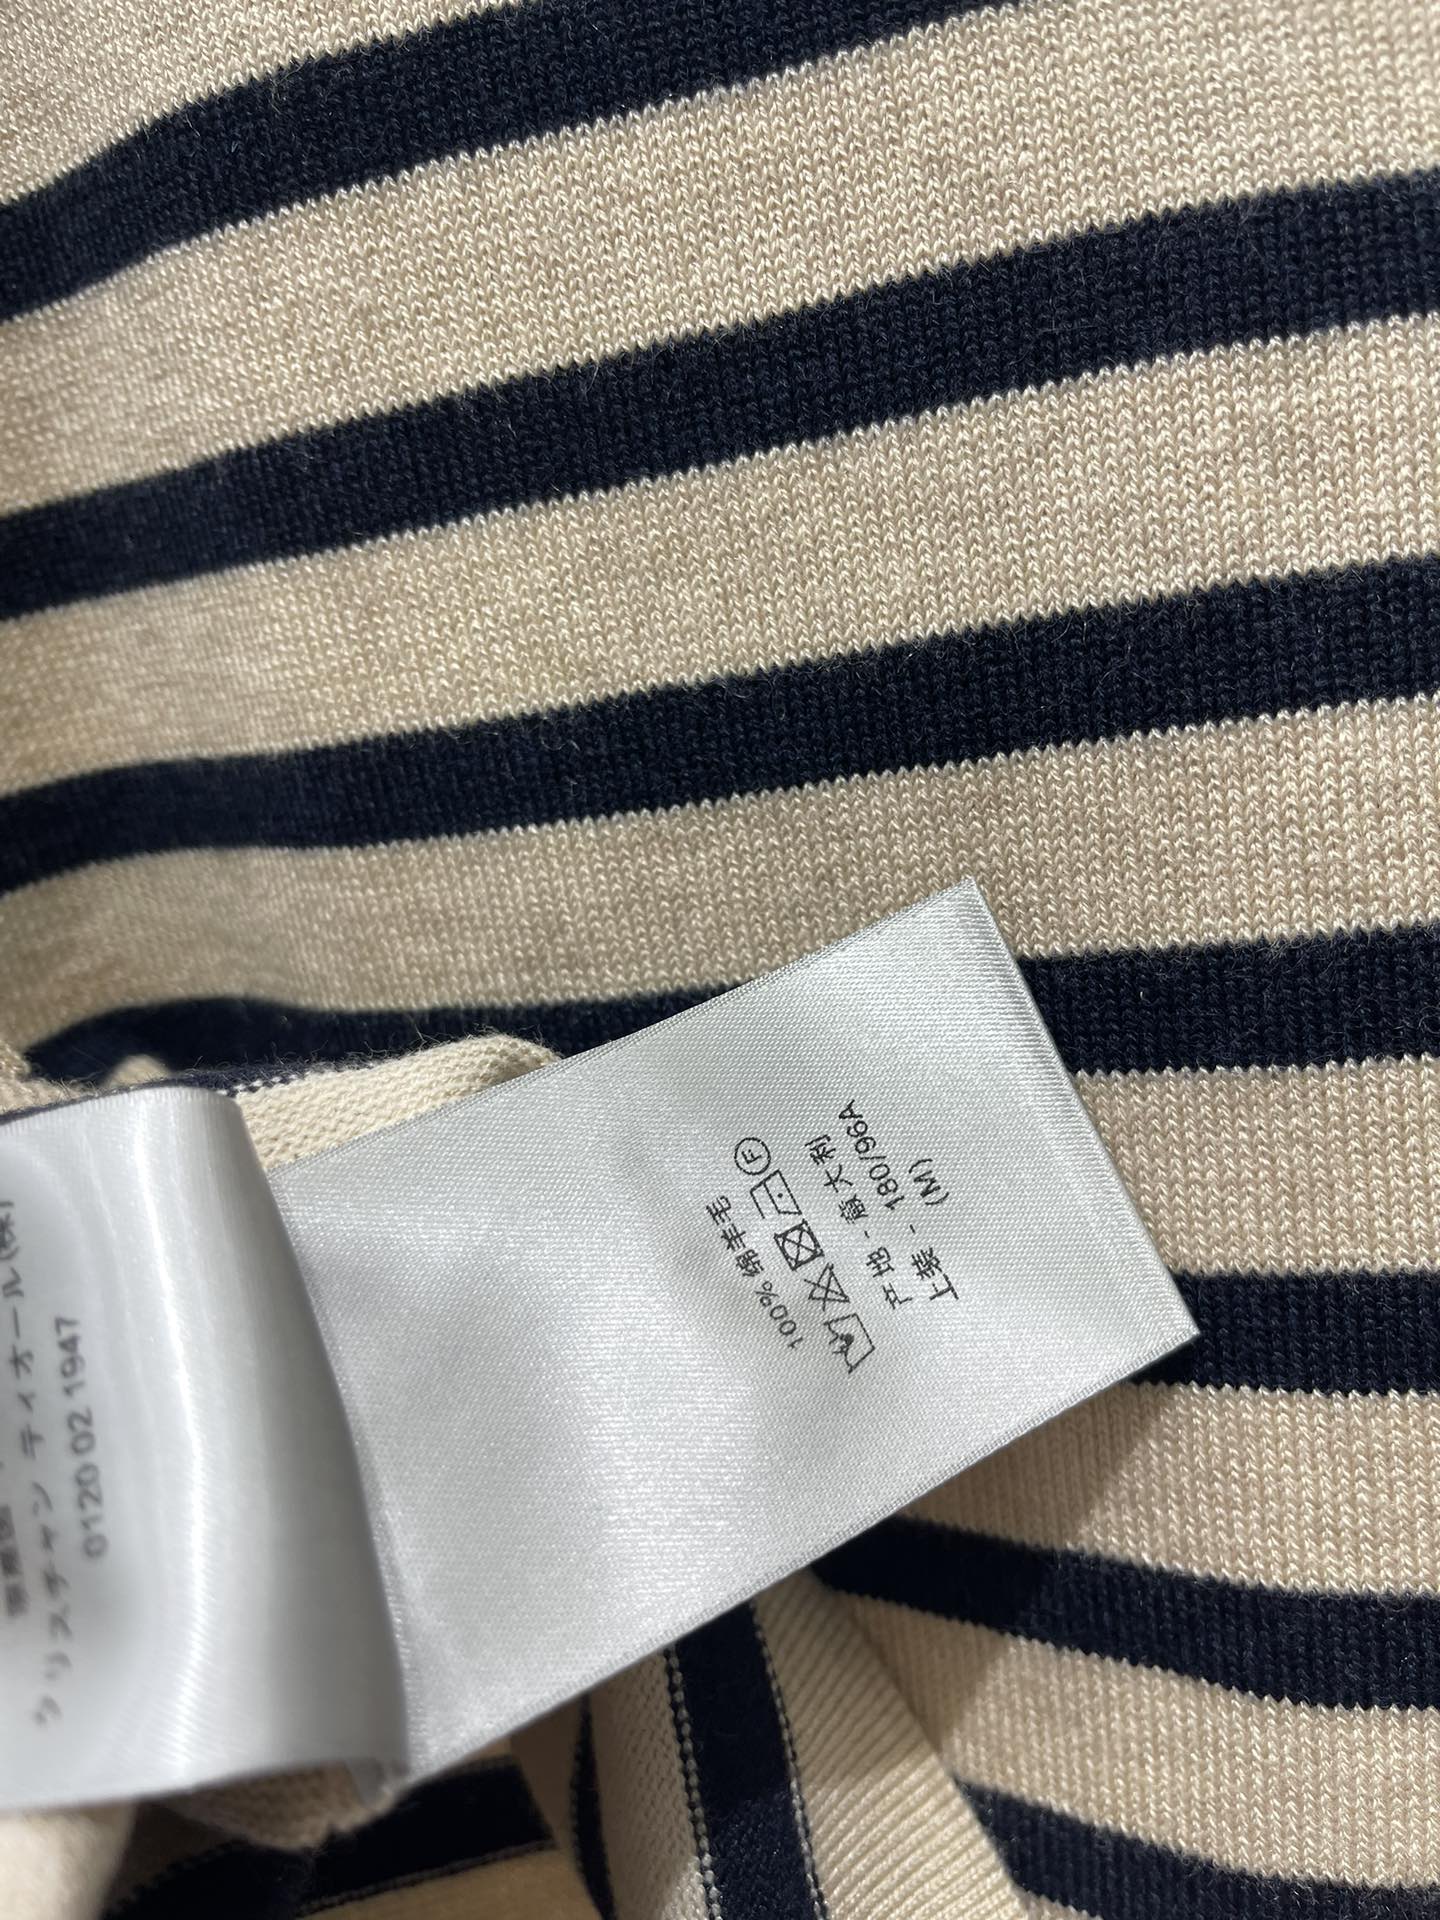 クリスチャン ディオール(株)
0120 02 1947
100% 绵羊毛
F
产地 - 意大利
上装 - 180/96A
(M)